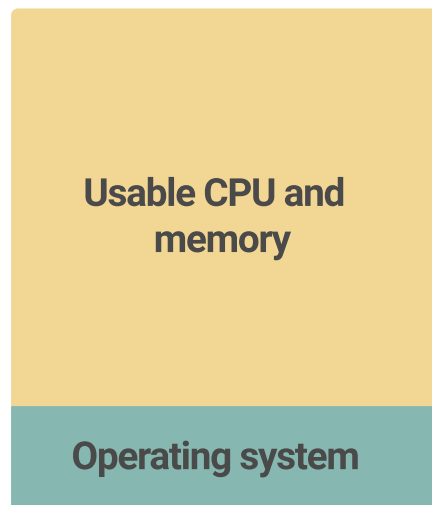 Usable CPU and
memory
Operating system